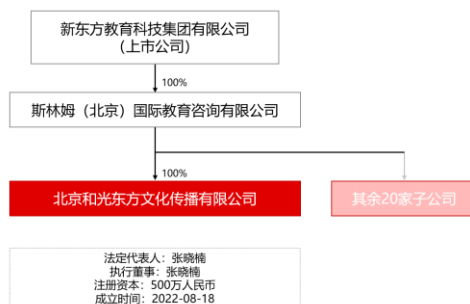 新东方教育科技集团有限公司
（上市公司）
100%
斯林姆（北京）国际教育咨询有限公司
100%
北京和光东方文化传播有限公司
其余20家子公司
法定代表人：张晓楠
执行董事：张晓楠
注册资本：500万人民币
成立时间：2022-08-18